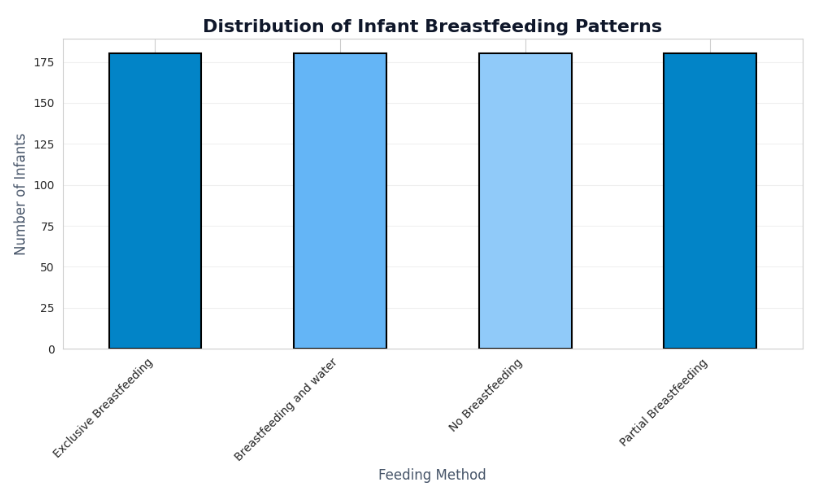 Distribution of Infant Breastfeeding Patterns
Number of Infants
175
150
125
100
75
50
25
0
Exclusive Breastfeeding
Breastfeeding and water
No Breastfeeding
Partial Breastfeeding
Feeding Method